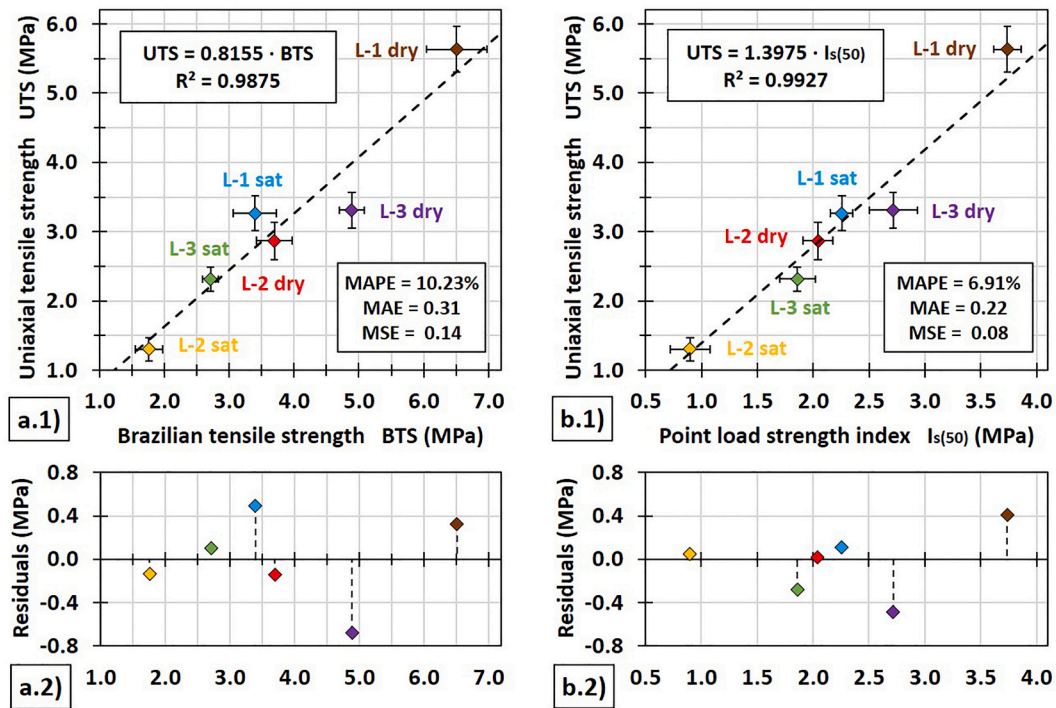 6.0
5.0
4.0
3.0
2.0
1.0
Uniaxial tensile strength UTS (MPa)
UTS = 0.8155 · BTS
R² = 0.9875
L-1 dry
L-1 sat
L-3 dry
L-3 sat
L-2 dry
L-2 sat
MAPE = 10.23%
MAE = 0.31
MSE = 0.14
1.0 2.0 3.0 4.0 5.0 6.0 7.0
a.1)
Brazilian tensile strength BTS (MPa)
6.0
5.0
4.0
3.0
2.0
1.0
Uniaxial tensile strength UTS (MPa)
UTS = 1.3975 · Is(50)
R² = 0.9927
L-1 dry
L-1 sat
L-3 dry
L-2 dry
L-3 sat
L-2 sat
MAPE = 6.91%
MAE = 0.22
MSE = 0.08
0.5 1.0 1.5 2.0 2.5 3.0 3.5 4.0
b.1)
Point load strength index Is(50) (MPa)
0.8
0.4
0.0
-0.4
-0.8
Residuals (MPa)
a.2)
1.0 2.0 3.0 4.0 5.0 6.0 7.0
0.8
0.4
0.0
-0.4
-0.8
Residuals (MPa)
b.2)
0.5 1.0 1.5 2.0 2.5 3.0 3.5 4.0